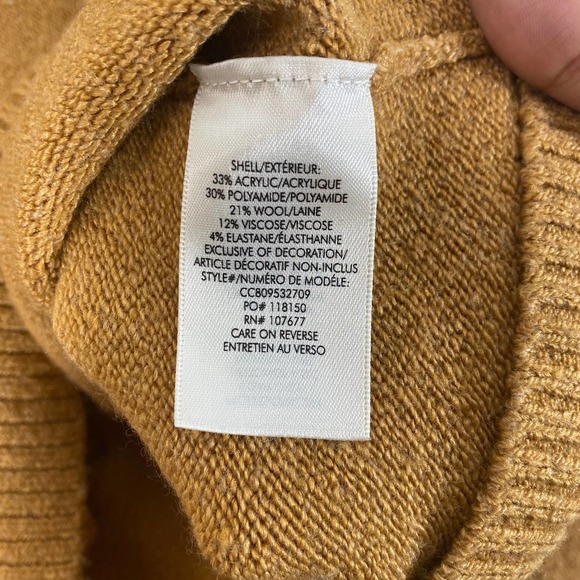 SHELL/EXTÉRIEUR:
33% ACRYLIC/ACRYLIQUE
30% POLYAMIDE/POLYAMIDE
21% WOOL/LAINE
12% VISCOSE/VISCOSE
4% ELASTANE/ÉLASTHANNE
EXCLUSIVE OF DECORATION/
ARTICLE DÉCORATIF NON-INCLUS
STYLE#/NUMÉRO DE MODÈLE:
CC809532709
PO# 118150
RN# 107677
CARE ON REVERSE
ENTRETIEN AU VERSO